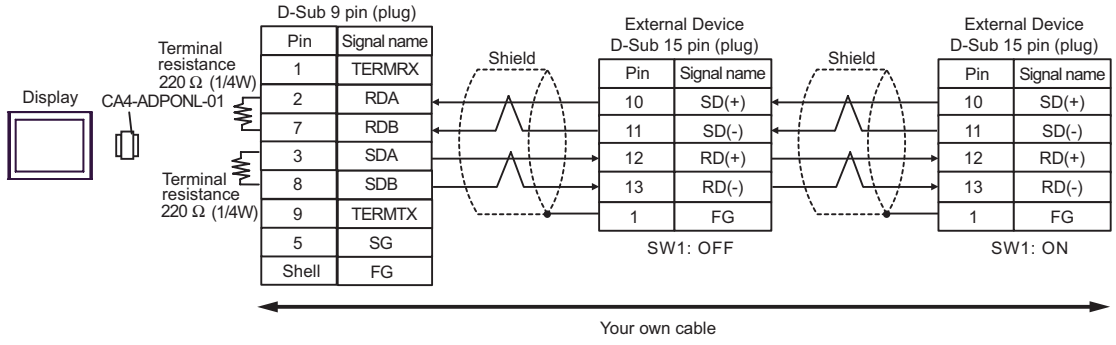 D-Sub 9 pin (plug)
Pin Signal name
1 TERMRX
2 RDA
7 RDB
3 SDA
8 SDB
9 TERMTX
5 SG
Shell FG
Terminal
resistance
220 Ω (1/4W)
Display
CA4-ADPONL-01
Terminal
resistance
220 Ω (1/4W)
Shield
External Device
D-Sub 15 pin (plug)
Pin Signal name
10 SD(+)
11 SD(-)
12 RD(+)
13 RD(-)
1 FG
SW1: OFF
Shield
External Device
D-Sub 15 pin (plug)
Pin Signal name
10 SD(+)
11 SD(-)
12 RD(+)
13 RD(-)
1 FG
SW1: ON
Your own cable